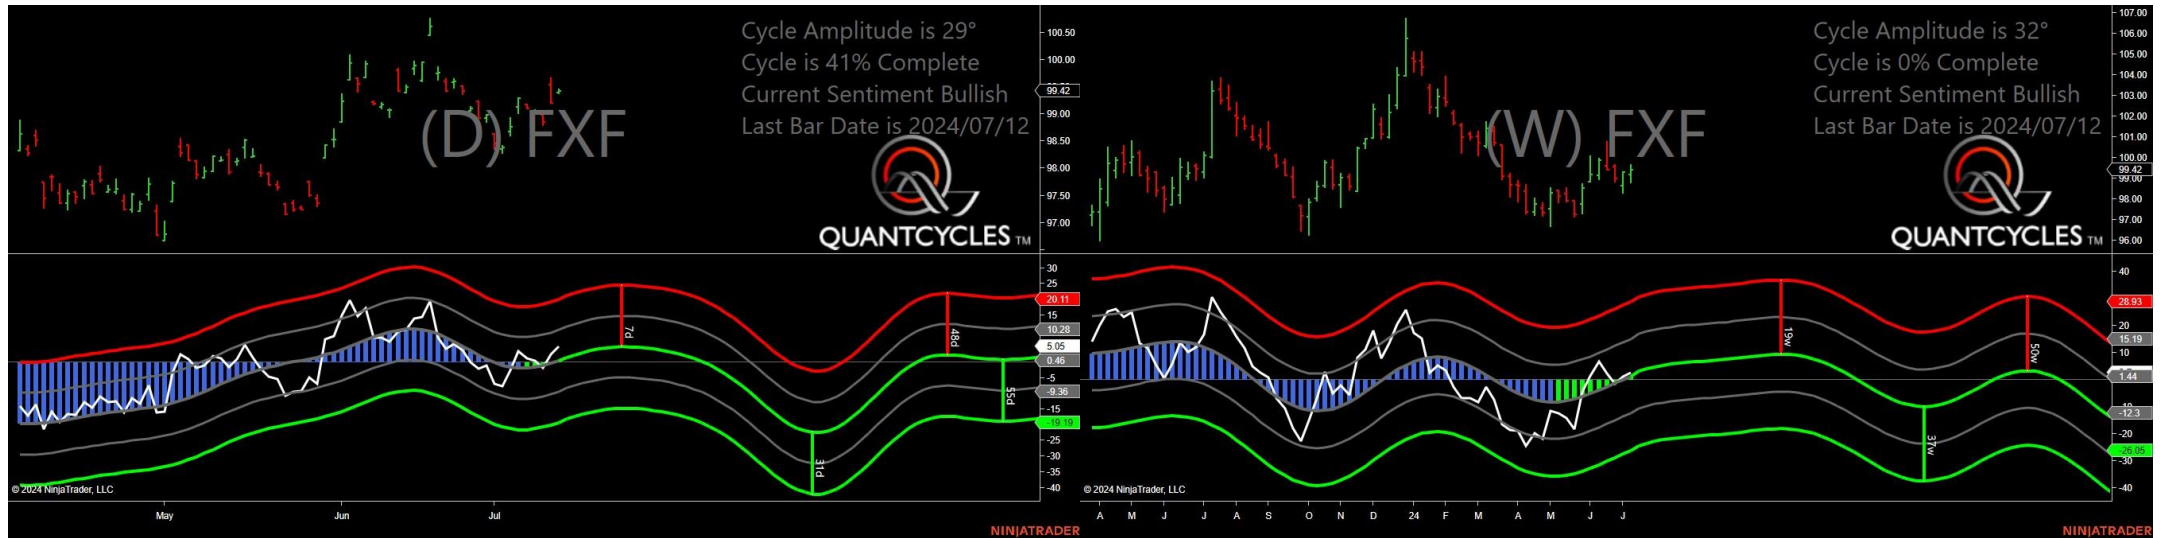 Cycle Amplitude is 29°
Cycle is 41% Complete
Current Sentiment Bullish
Last Bar Date is 2024/07/12
(D) FXF
QUANTCYCLES TM
100.50
100.00
99.42
99.00
98.50
98.00
97.50
97.00
30
25
20.11
15
10.28
5.05
0.46
-5
-9.36
-15
-19.19
-25
-30
-35
-40
7d
31d
48d
55d
© 2024 NinjaTrader, LLC
May
Jun
Jul
NINJATRADER
Cycle Amplitude is 32°
Cycle is 0% Complete
Current Sentiment Bullish
Last Bar Date is 2024/07/12
(W) FXF
QUANTCYCLES TM
107.00
106.00
105.00
104.00
103.00
102.00
101.00
100.00
99.42
99.00
98.00
97.00
96.00
40
28.93
20
15.19
10
1.44
-12.3
-20
-26.05
-30
-40
19w
37w
50w
© 2024 NinjaTrader, LLC
A M J J A S O N D 24 F M A M J J
NINJATRADER